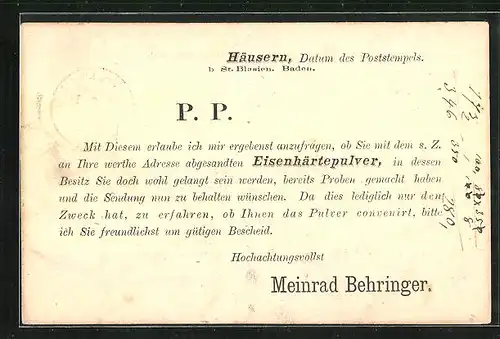 Häusern, Datum des Poststempels.
b St. Blasien. Baden.
P. P.
Mit Diesem erlaube ich mir ergebenst anzufragen, ob Sie mit dem s. Z.
an Ihre werthe Adresse abgesandten Eisenhärtepulver, in dessen
Besitz Sie doch wohl gelangt sein werden, bereits Proben gemacht haben
und die Sendung nun zu behalten wünschen. Da dies lediglich nur den
Zweck hat, zu erfahren, ob Ihnen das Pulver convenirt, bitte
ich Sie freundlichst um gütigen Bescheid.
Hochachtungsvollst
Meinrad Behringer.